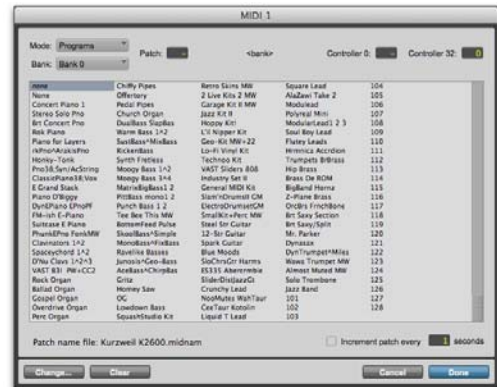 MIDI 1
Mode: Programs
Bank: Bank 0
Patch: -
<bank>
Controller 0: -
Controller 32: 0
none
None
Concert Piano 1
Stereo Solo Pno
Brt Concert Pno
Rok Piano
Piano for Layers
rkPno^ArakisPno
Honky-Tonk
Pno38;Syn/AcString
ClassicPiano38;Vox
E Grand Stack
Piano O'Biggy
DynEPiano EPnoPF
FM-ish E-Piano
Suitcase E Piano
PhunkEPno FonkMW
Clavinators 1^2
Spaceychord 1^2
D'Nu Clavs 1^2^3
VAST B3! PW+CC2
Rock Organ
Ballad Organ
Gospel Organ
Overdrive Organ
Perc Organ
Chiffy Pipes
Offertory
Pedal Pipes
Church Organ
DualBass SlapBas
Warm Bass 1^2
SustBass^MixBass
RickenBass
Synth Fretless
Moogy Bass 1^2
Moogy Bass 3^4
MatrixBigBass1 2
PittBass mono1 2
Punch Bass 1 2
Tee Bee This MW
BottomFeed Pulse
SkoolBass^Simple
MonoBass^FixBass
Ravelike Basses
Junosis^Geo-Bass
AceBass^ChirpBas
Gritz
Homey Saw
OG
Lowdown Bass
SquashStudio Kit
Retro Skins MW
2 Live Kits 2 MW
Garage Kit II MW
Jazz Kit II
Hoppy Kit!
L'il Nipper Kit
Geo-Kit MW+22
Lo-Fi Vinyl Kit
Technoo Kit
VAST Sliders 808
Industry Set II
General MIDI Kit
Slam'nDrumsII GM
ElectroDrumsetGM
Steel Str Guitar
SmallKit+Perc MW
12-Str Guitar
Spark Guitar
Blue Moods
SloChrsGtr Harms
ES335 Abercrmbie
SliderDistJazzGt
Crunchy Lead
NooMutes WahTaur
CeeTaur Kotolin
Liquid T Lead
Square Lead
AlaZawi Take 2
Modulead
Polyreal Mini
ModularLead1 2 3
Soul Boy Lead
Flutey Leads
Hrmnica Accrdion
Trumpets BrBrass
Hip Brass
Brass De ROM
BigBand Horns
Z-Plane Brass
OrcBrs FrnchBone
Brt Saxy Section
Brt Saxy/Split
Mr. Parker
Dynasax
DynTrumpet^Miles
Wawa Trumpet MW
Almost Muted MW
Solo Trombone
Jazz Band
101
102
103
104
105
106
107
108
109
110
111
112
113
114
115
116
117
118
119
120
121
122
123
124
125
126
127
128
Patch name file: Kurzweil K2600.midnam
Increment patch every 1 seconds
Change...
Clear
Cancel
Done